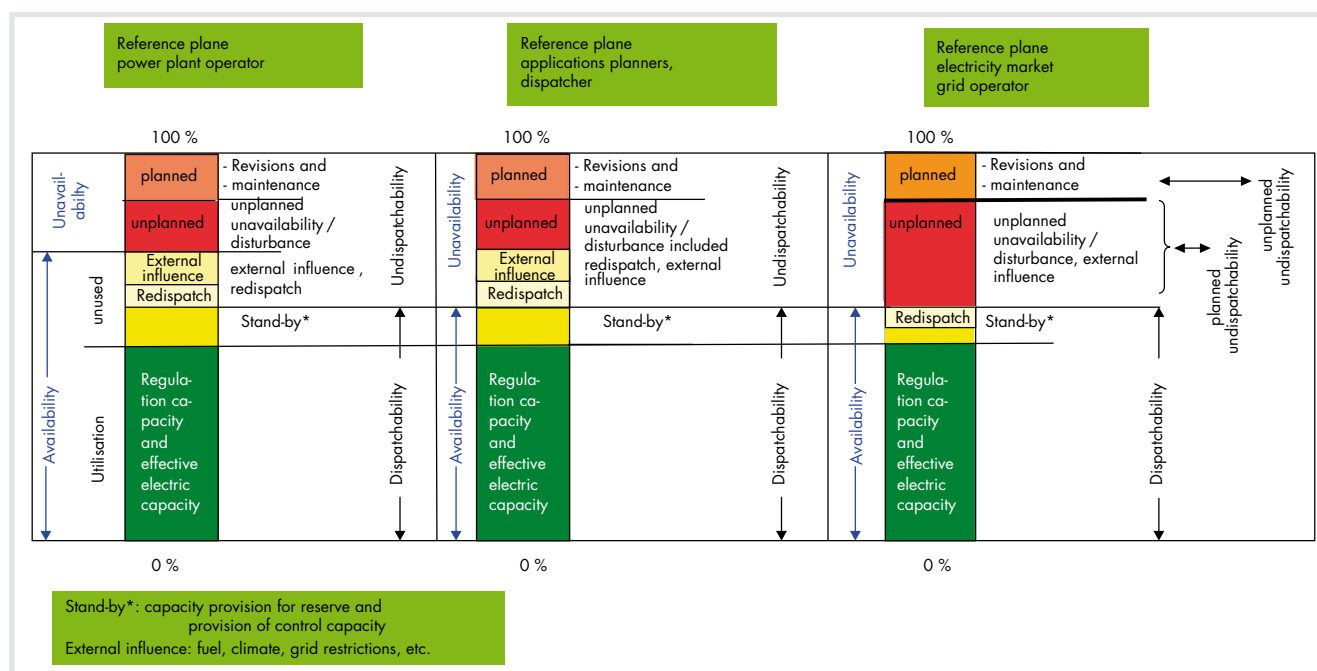 Reference plane
power plant operator
Reference plane
applications planners,
dispatcher
Reference plane
electricity market
grid operator
100 %
100 %
100 %
Unavail-
abilty
planned
- Revisions and
- maintenance
unplanned
unplanned
unavailability /
disturbance
External
influence
external influence ,
redispatch
Redispatch
unused
Stand-by*
Availability
Utilisation
Regula-
tion ca-
pacity
and
effective
electric
capacity
Undispatchability
Dispatchability
0 %
Unavailability
planned
- Revisions and
- maintenance
unplanned
unplanned
unavailability /
disturbance included
redispatch, external
influence
External
influence
Redispatch
Stand-by*
Availability
Regula-
tion ca-
pacity
and
effective
electric
capacity
Undispatchability
Dispatchability
0 %
Unavailability
planned
- Revisions and
- maintenance
unplanned
unplanned
unavailability /
disturbance, external
influence
Redispatch
Stand-by*
Availability
Regula-
tion ca-
pacity
and
effective
electric
capacity
Dispatchability
planned
undispatchability
unplanned
undispatchability
0 %
Stand-by*: capacity provision for reserve and
provision of control capacity
External influence: fuel, climate, grid restrictions, etc.